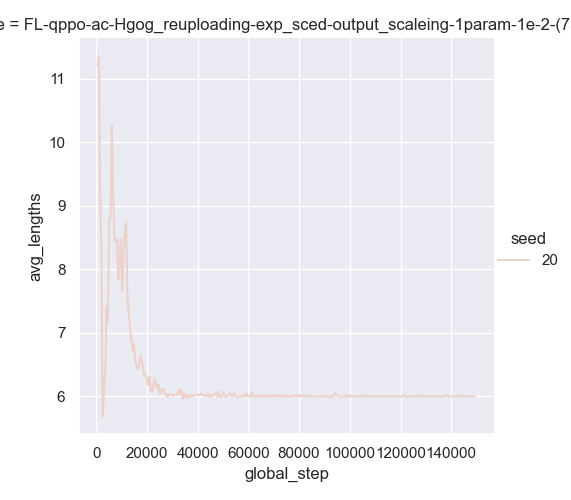 e = FL-qppo-ac-Hgog_reuploading-exp_sced-output_scaleing-1param-1e-2-(7
11
10
9
8
7
6
avg_lengths
0 20000 40000 60000 80000 100000 120000 140000
global_step
seed
20